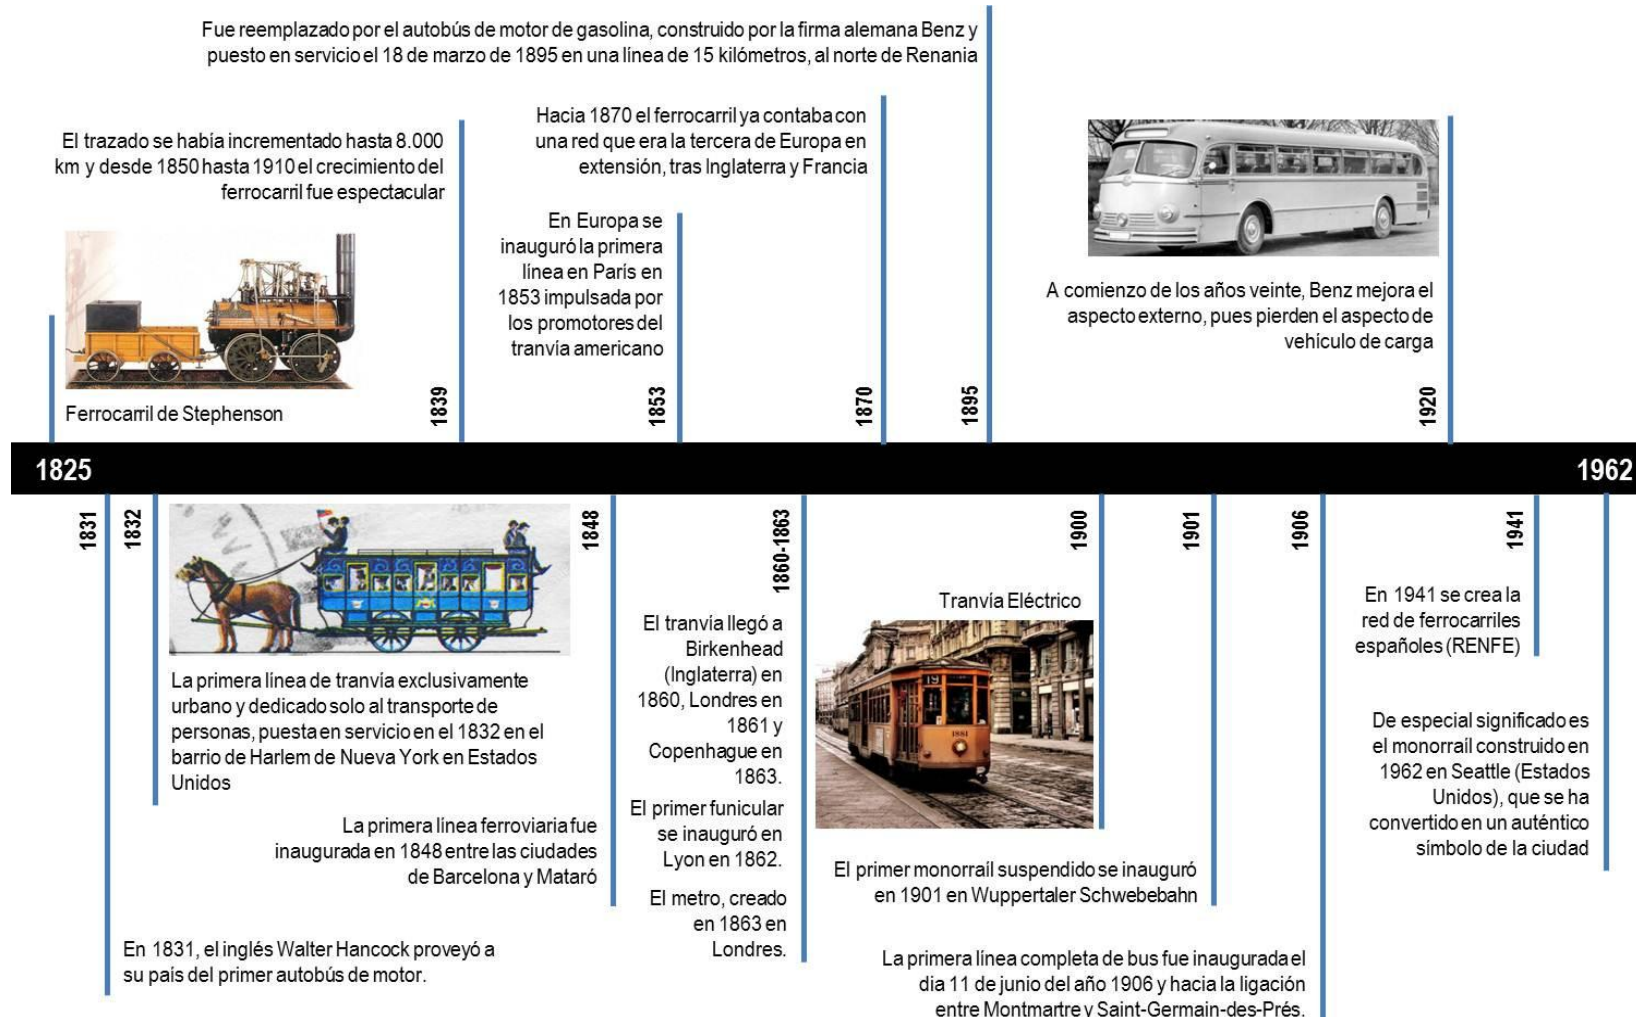 Fue reemplazado por el autobús de motor de gasolina, construido por la firma alemana Benz y
puesto en servicio el 18 de marzo de 1895 en una línea de 15 kilómetros, al norte de Renania
El trazado se había incrementado hasta 8.000
km y desde 1850 hasta 1910 el crecimiento del
ferrocarril fue espectacular
Hacia 1870 el ferrocarril ya contaba con
una red que era la tercera de Europa en
extensión, tras Inglaterra y Francia
En Europa se
inauguró la primera
línea en París en
1853 impulsada por
los promotores del
tranvía americano
A comienzo de los años veinte, Benz mejora el
aspecto externo, pues pierden el aspecto de
vehículo de carga
Ferrocarril de Stephenson
1839
1853
1870
1895
1920
1825
1962
1831
1832
1848
1860-1863
1900
1901
1906
1941
La primera línea de tranvía exclusivamente
urbano y dedicado solo al transporte de
personas, puesta en servicio en el 1832 en el
barrio de Harlem de Nueva York en Estados
Unidos
La primera línea ferroviaria fue
inaugurada en 1848 entre las ciudades
de Barcelona y Mataró
En 1831, el inglés Walter Hancock proveyó a
su país del primer autobús de motor.
El tranvía llegó a
Birkenhead
(Inglaterra) en
1860, Londres en
1861 y
Copenhague en
1863.
El primer funicular
se inauguró en
Lyon en 1862.
El metro, creado
en 1863 en
Londres.
Tranvía Eléctrico
19
1881
El primer monorraíl suspendido se inauguró
en 1901 en Wuppertaler Schwebebahn
La primera línea completa de bus fue inaugurada el
dia 11 de junio del año 1906 y hacia la ligación
entre Montmartre y Saint-Germain-des-Prés.
En 1941 se crea la
red de ferrocarriles
españoles (RENFE)
De especial significado es
el monorraíl construido en
1962 en Seattle (Estados
Unidos), que se ha
convertido en un auténtico
símbolo de la ciudad